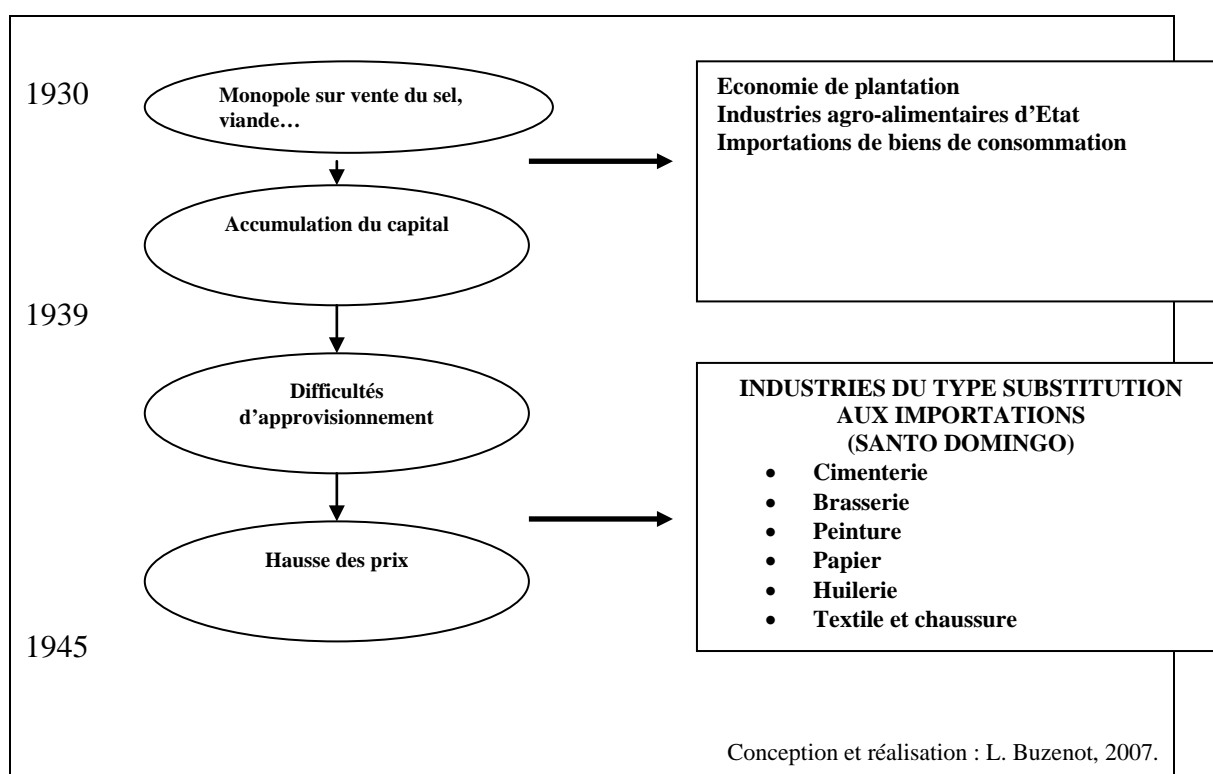 1930
Monopole sur vente du sel,
viande…
Economie de plantation
Industries agro-alimentaires d’Etat
Importations de biens de consommation
Accumulation du capital
1939
Difficultés
d’approvisionnement
INDUSTRIES DU TYPE SUBSTITUTION
AUX IMPORTATIONS
(SANTO DOMINGO)
• Cimenterie
• Brasserie
• Peinture
• Papier
• Huilerie
• Textile et chaussure
Hausse des prix
1945
Conception et réalisation : L. Buzenot, 2007.